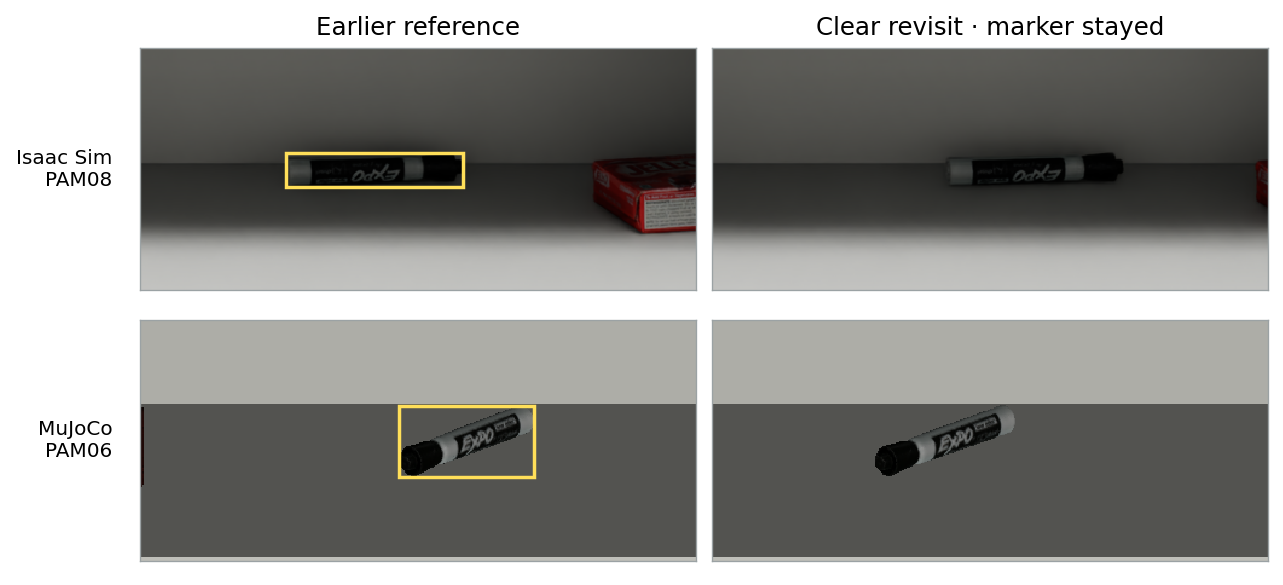 Earlier reference
Clear revisit · marker stayed
Isaac Sim
PAM08
EXPO
EXPO
MuJoCo
PAM06
EXPO
EXPO